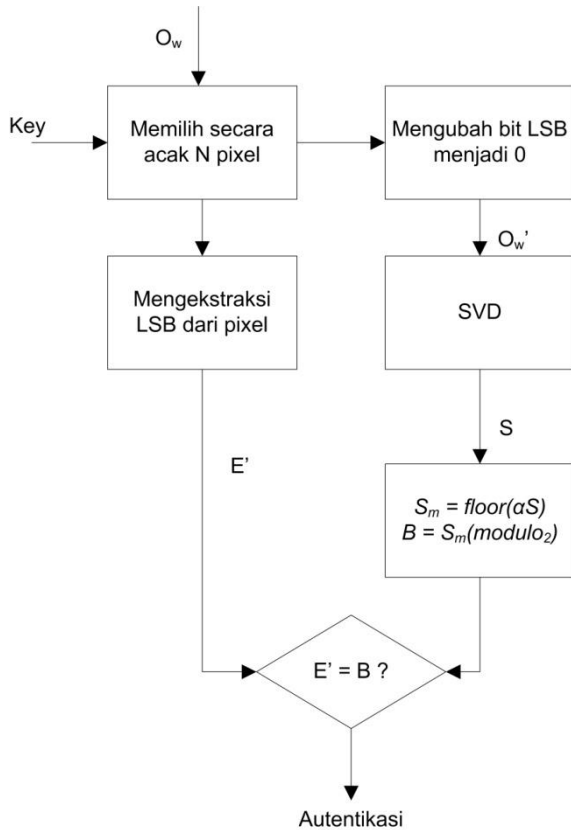 O_w
Key
Memilih secara
acak N pixel
Mengubah bit LSB
menjadi 0
O_w'
Mengekstraksi
LSB dari pixel
SVD
S
E’
S_m = floor(αS)
B = S_m(modulo₂)
E’ = B ?
Autentikasi